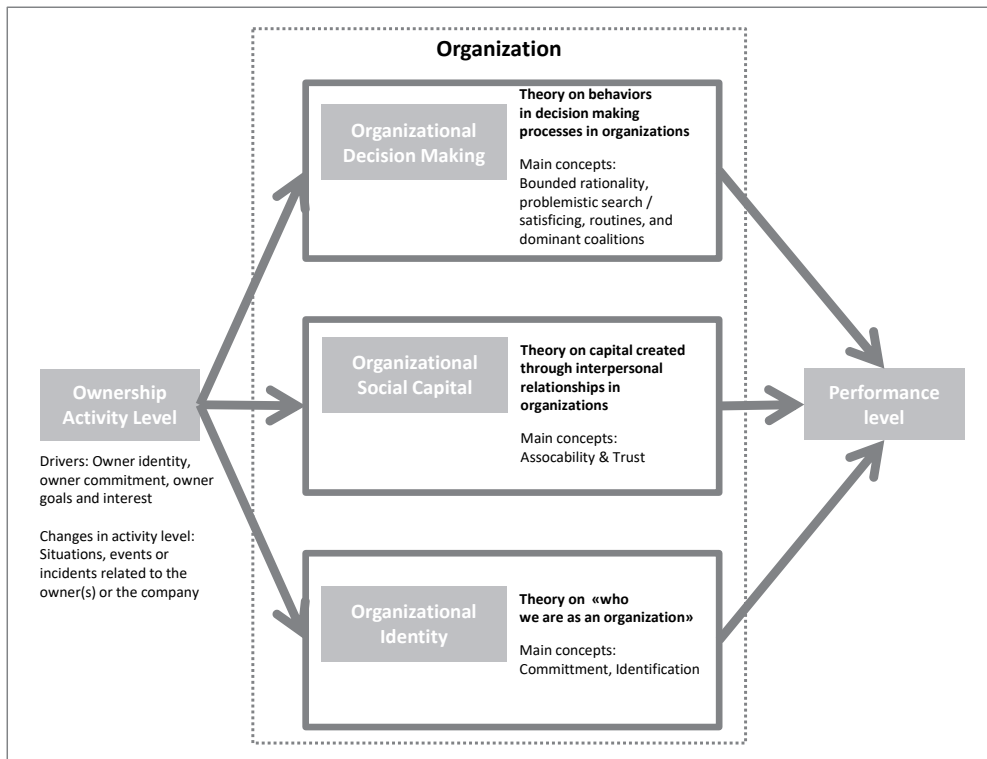 Organization
Organizational
Decision Making
Theory on behaviors
in decision making
processes in organizations
Main concepts:
Bounded rationality,
problemistic search /
satisficing, routines, and
dominant coalitions
Organizational
Social Capital
Theory on capital created
through interpersonal
relationships in
organizations
Main concepts:
Assocability & Trust
Ownership
Activity Level
Drivers: Owner identity,
owner commitment, owner
goals and interest
Changes in activity level:
Situations, events or
incidents related to the
owner(s) or the company
Performance
level
Organizational
Identity
Theory on «who
we are as an organization»
Main concepts:
Committment, Identification